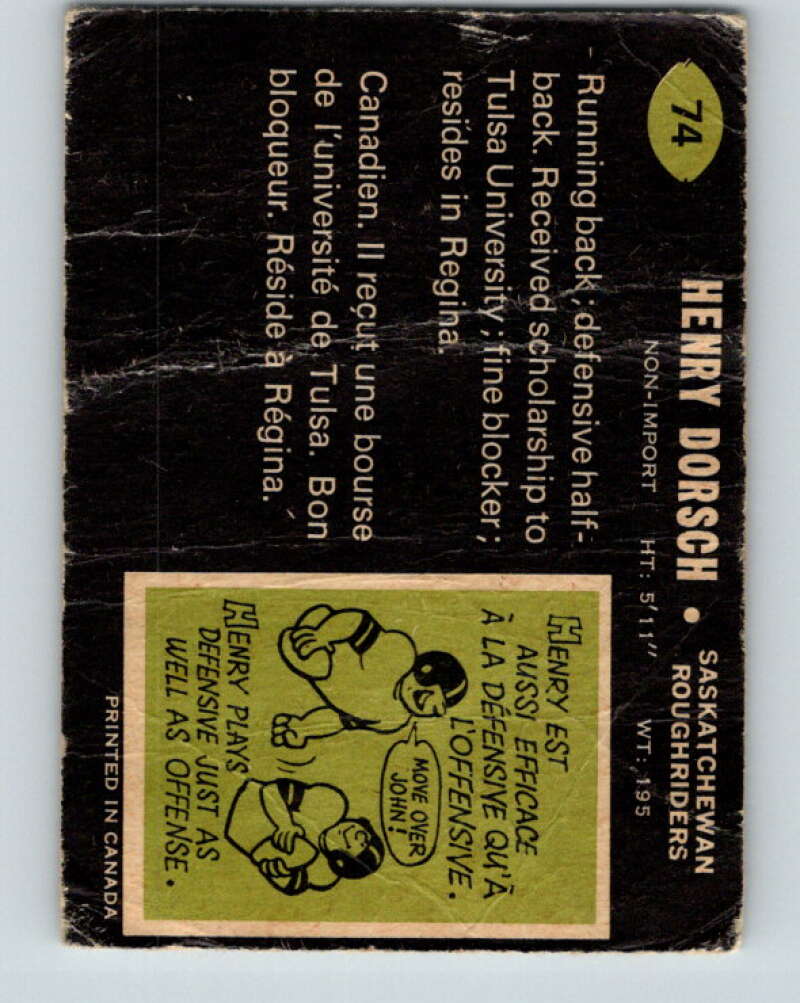 74
HENRY DORSCH • SASKATCHEWAN
ROUGHRIDERS
NON-IMPORT HT: 5'11" WT: 195
Running back; defensive half-
back. Received scholarship to
Tulsa University; fine blocker;
resides in Regina.
Canadien. Il reçut une bourse
de l'université de Tulsa. Bon
bloqueur. Réside à Régina.
HENRY EST
AUSSI EFFICACE
À LA DÉFENSIVE QU'À
L'OFFENSIVE.
MOVE OVER
JOHN!
HENRY PLAYS
DEFENSIVE JUST AS
WELL AS OFFENSE.
PRINTED IN CANADA